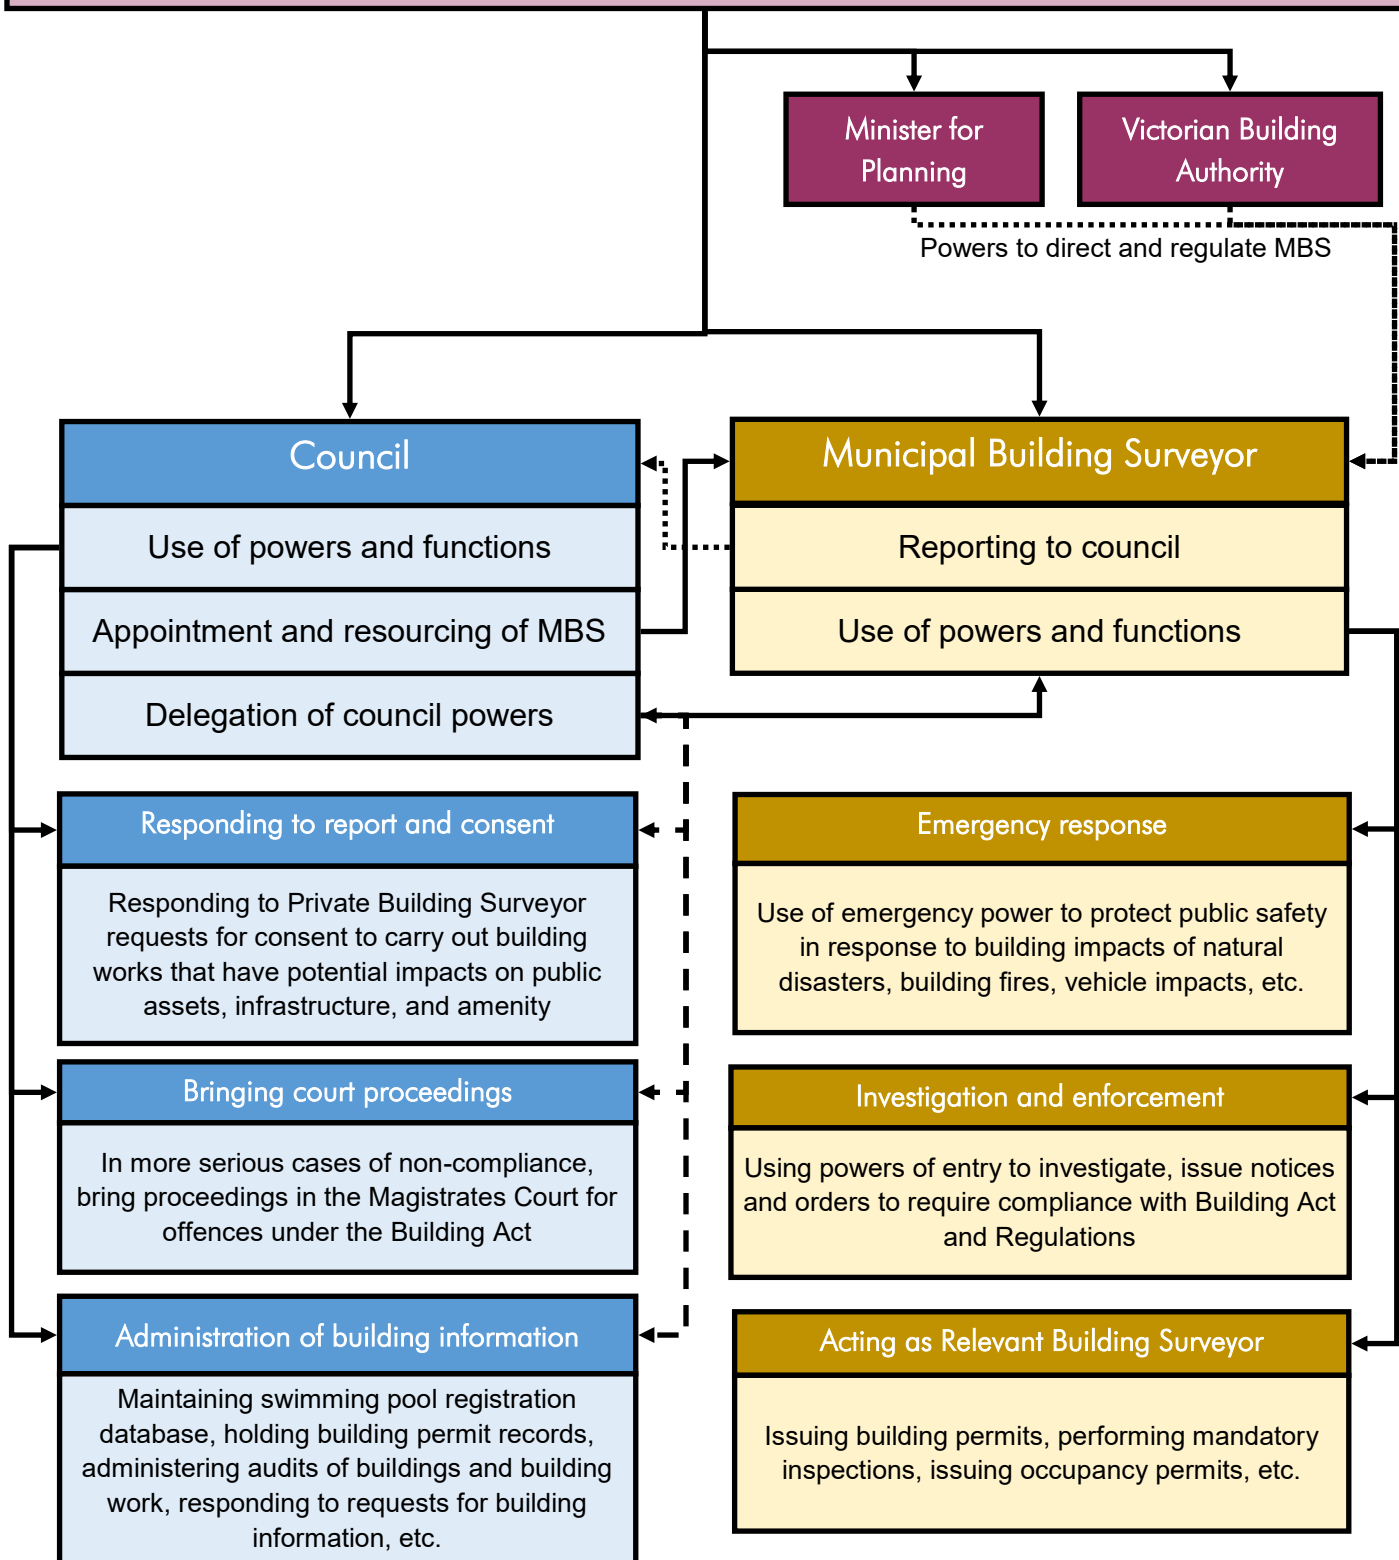 Minister for
Planning
Victorian Building
Authority
Powers to direct and regulate MBS
Council
Use of powers and functions
Appointment and resourcing of MBS
Delegation of council powers
Municipal Building Surveyor
Reporting to council
Use of powers and functions
Responding to report and consent
Responding to Private Building Surveyor
requests for consent to carry out building
works that have potential impacts on public
assets, infrastructure, and amenity
Bringing court proceedings
In more serious cases of non-compliance,
bring proceedings in the Magistrates Court for
offences under the Building Act
Administration of building information
Maintaining swimming pool registration
database, holding building permit records,
administering audits of buildings and building
work, responding to requests for building
information, etc.
Emergency response
Use of emergency power to protect public safety
in response to building impacts of natural
disasters, building fires, vehicle impacts, etc.
Investigation and enforcement
Using powers of entry to investigate, issue notices
and orders to require compliance with Building Act
and Regulations
Acting as Relevant Building Surveyor
Issuing building permits, performing mandatory
inspections, issuing occupancy permits, etc.